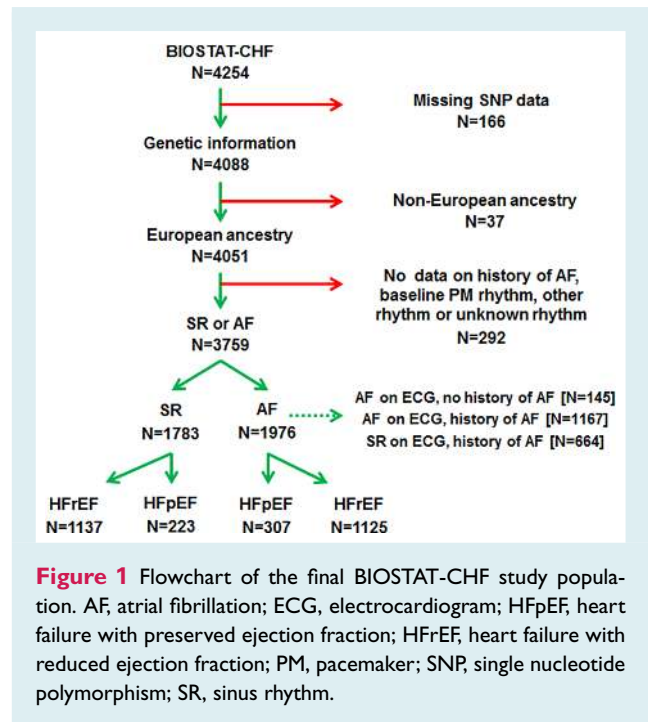 BIOSTAT-CHF
N=4254
Missing SNP data
N=166
Genetic information
N=4088
Non-European ancestry
N=37
European ancestry
N=4051
No data on history of AF,
baseline PM rhythm, other
rhythm or unknown rhythm
N=292
SR or AF
N=3759
SR
N=1783
AF
N=1976
AF on ECG, no history of AF [N=145]
AF on ECG, history of AF [N=1167]
SR on ECG, history of AF [N=664]
HFrEF
N=1137
HFpEF
N=223
HFpEF
N=307
HFrEF
N=1125
Figure 1 Flowchart of the final BIOSTAT-CHF study popula-
tion. AF, atrial fibrillation; ECG, electrocardiogram; HFpEF, heart
failure with preserved ejection fraction; HFrEF, heart failure with
reduced ejection fraction; PM, pacemaker; SNP, single nucleotide
polymorphism; SR, sinus rhythm.